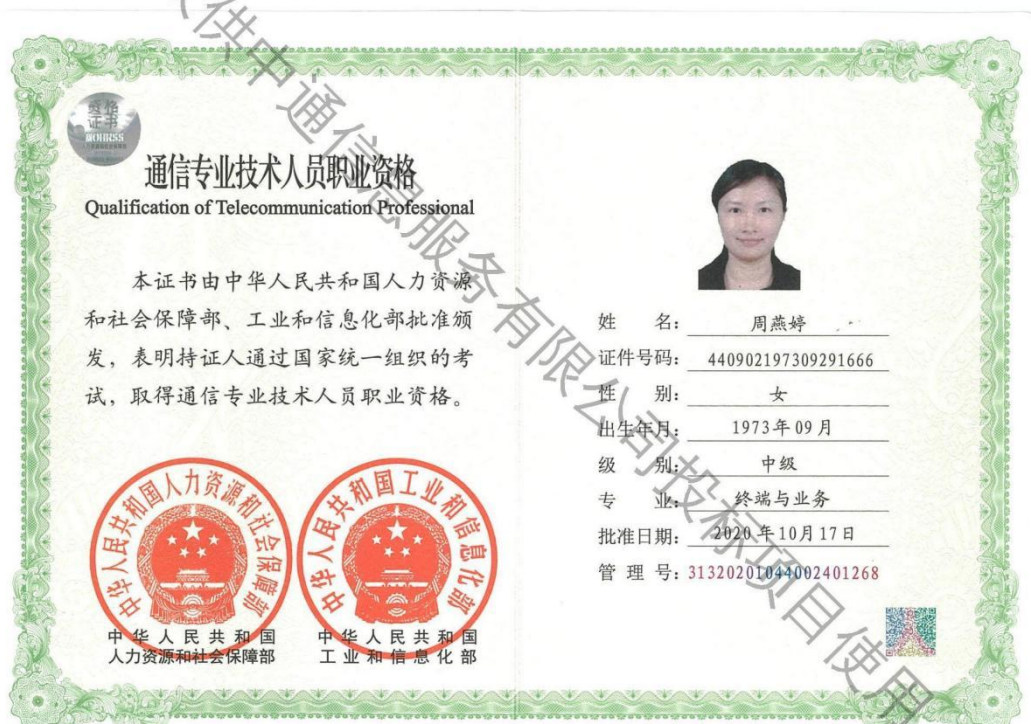 资格
证书
MOHRSS
通信专业技术人员职业资格
Qualification of Telecommunication Professional
本证书由中华人民共和国人力资源
和社会保障部、工业和信息化部批准颁
发，表明持证人通过国家统一组织的考
试，取得通信专业技术人员职业资格。
中华人民共和国人力资源和社会保障部
中华人民共和国
人力资源和社会保障部
中华人民共和国工业和信息化部
中华人民共和国
工业和信息化部
姓 名： 周燕婷
证件号码： 440902197309291666
性 别： 女
出生年月： 1973年09月
级 别： 中级
专 业： 终端与业务
批准日期： 2020年10月17日
管 理 号：31320201044002401268
供中通信息服务有限公司投标项目使用